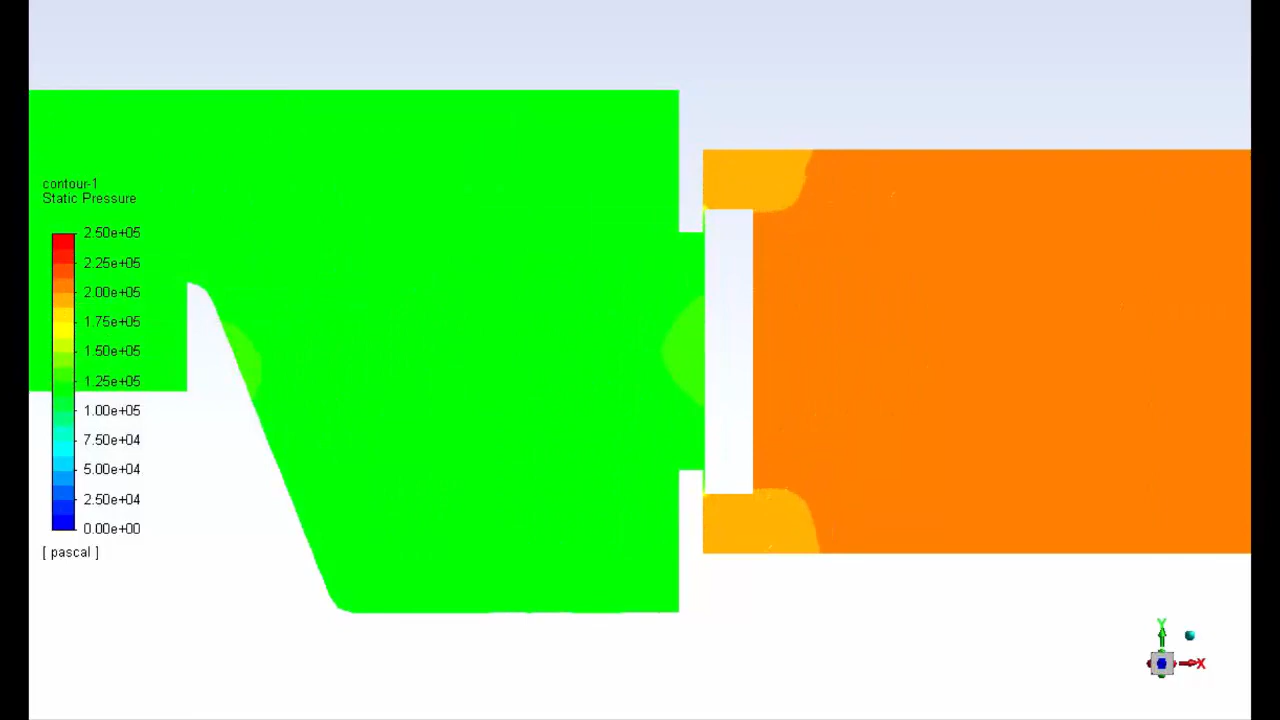 contour-1
Static Pressure
2.50e+05
2.25e+05
2.00e+05
1.75e+05
1.50e+05
1.25e+05
1.00e+05
7.50e+04
5.00e+04
2.50e+04
0.00e+00
[ pascal ]
Y
X